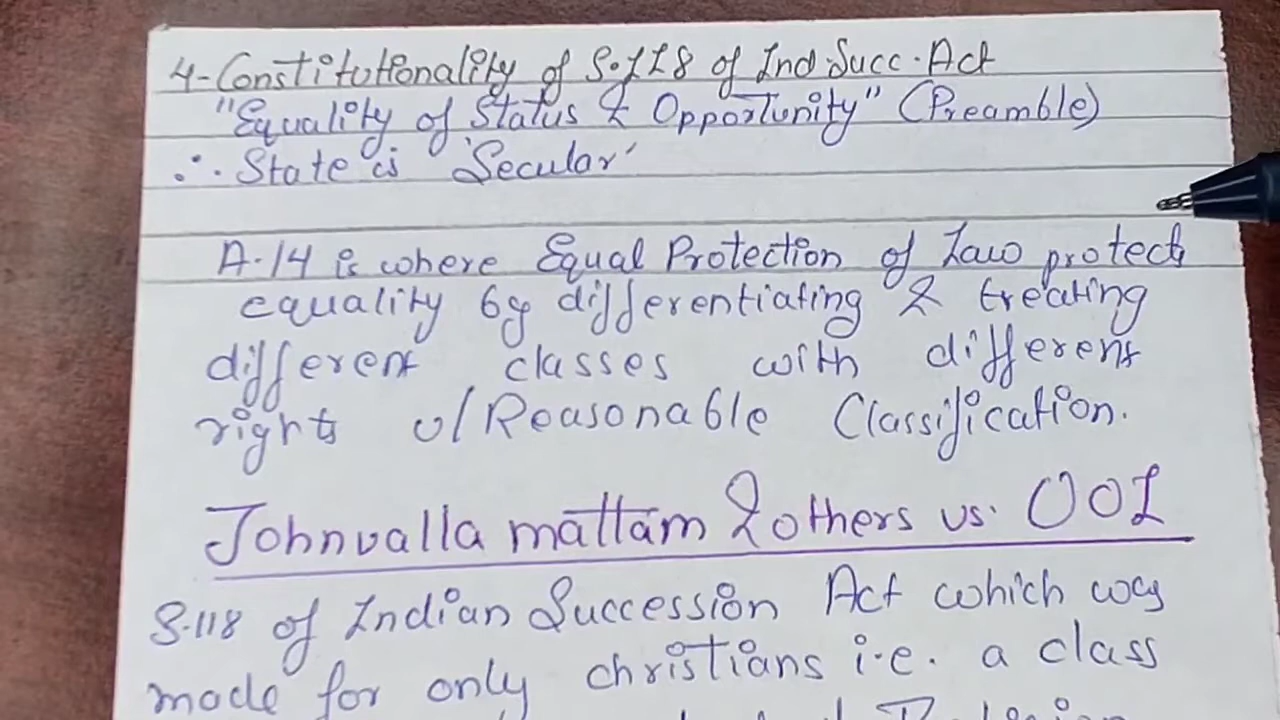 4-Constitutionality of S.118 of Ind Succ. Act
"Equality of Status & Opportunity" (Preamble)
∴ State is 'Secular'
A.14 is where Equal Protection of Law protects
equality by differentiating & treating
different classes with different
rights u/Reasonable Classification.
Johnvalla mattam & others vs. UOI
S.118 of Indian Succession Act which was
made for only christians i.e. a class